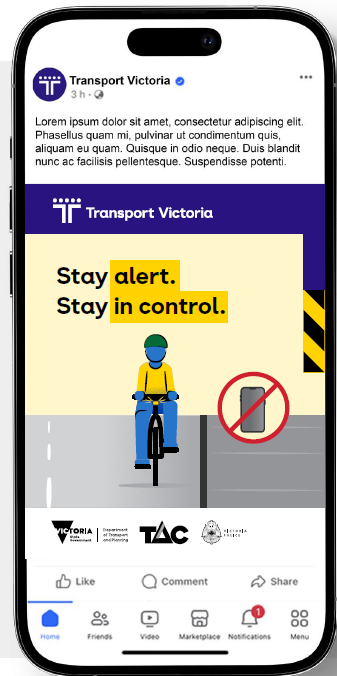 Transport Victoria
3 h
Lorem ipsum dolor sit amet, consectetur adipiscing elit.
Phasellus quam mi, pulvinar ut condimentum quis,
aliquam eu quam. Quisque in odio neque. Duis blandit
nunc ac facilisis pellentesque. Suspendisse potenti.
Transport Victoria
Stay alert.
Stay in control.
VICTORIA
State
Government
Department
of Transport
and Planning
TAC
VICTORIA
POLICE
Like
Comment
Share
1
Home
Friends
Video
Marketplace
Notifications
Menu